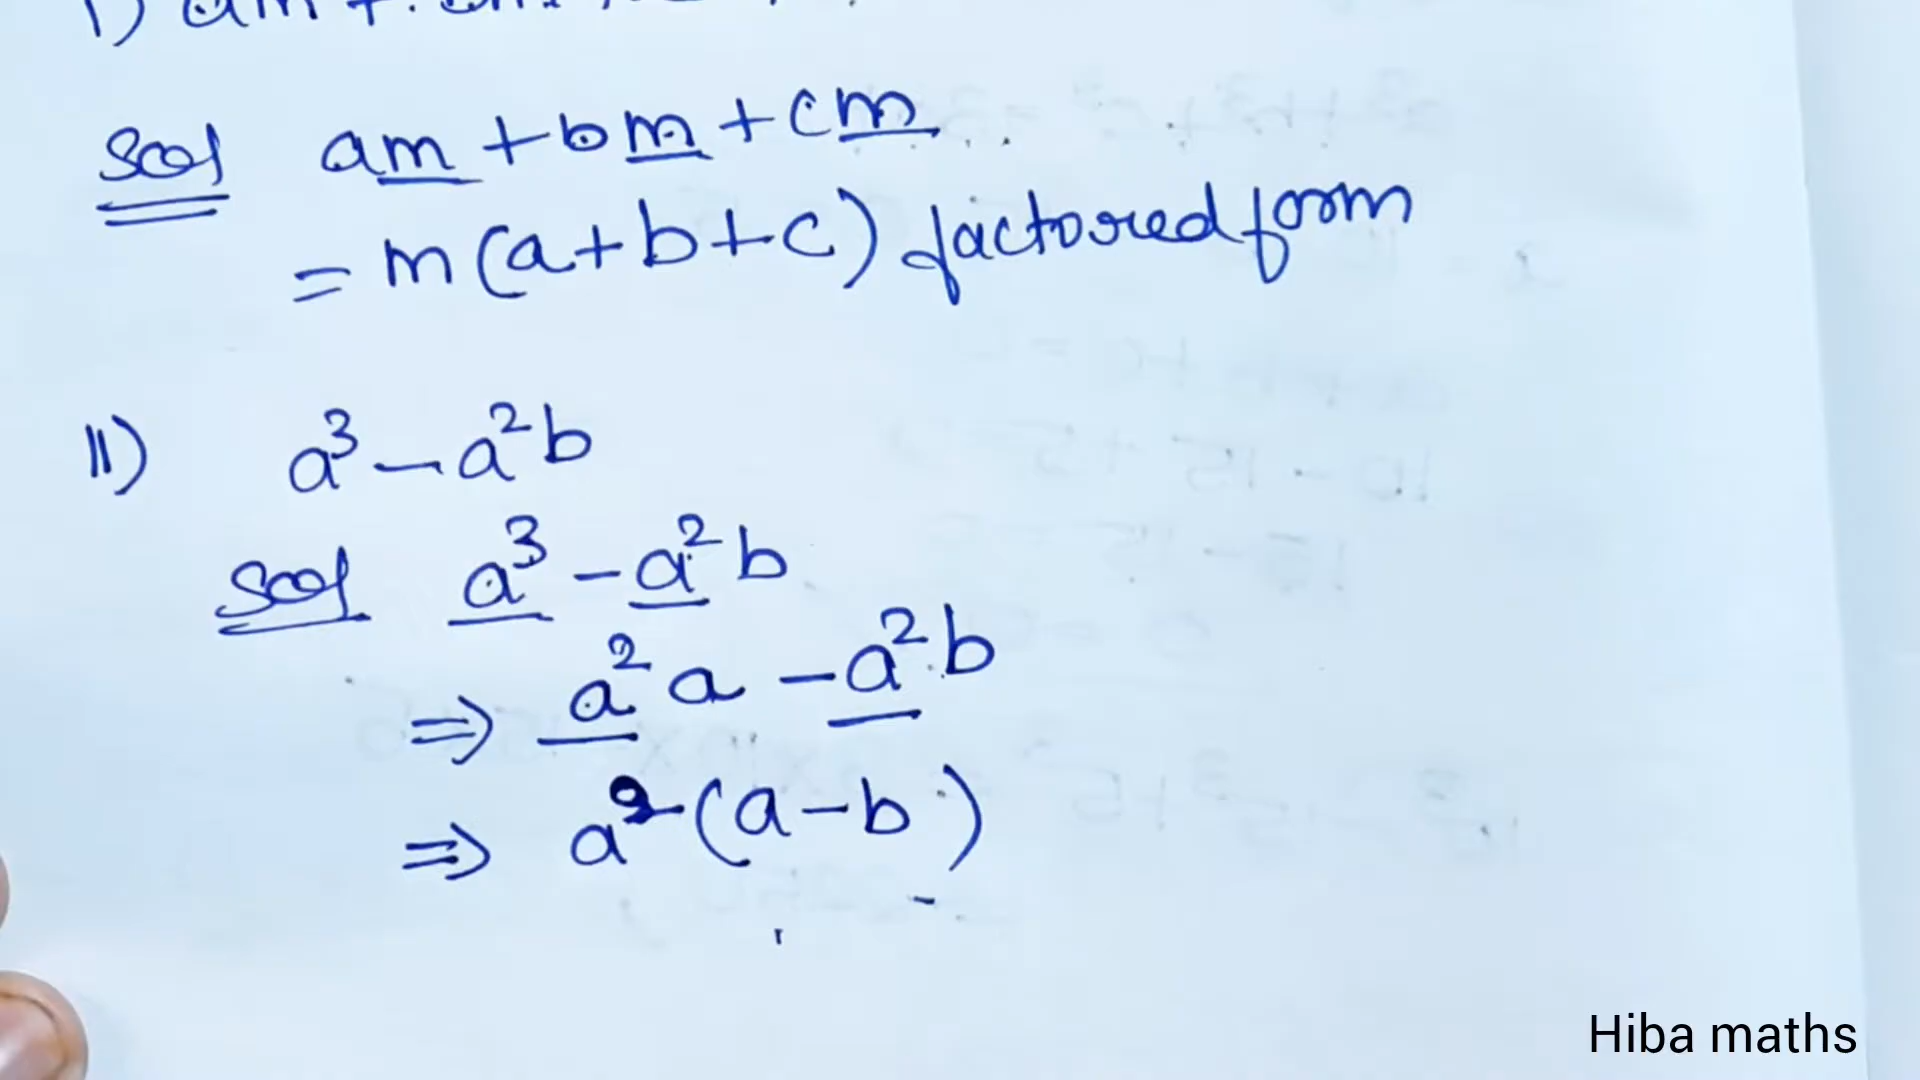 Sol am + bm + cm
= m(a+b+c) factored form
II) a³ - a²b
Sol a³ - a²b
⇒ a²a - a²b
⇒ a²(a-b)
Hiba maths